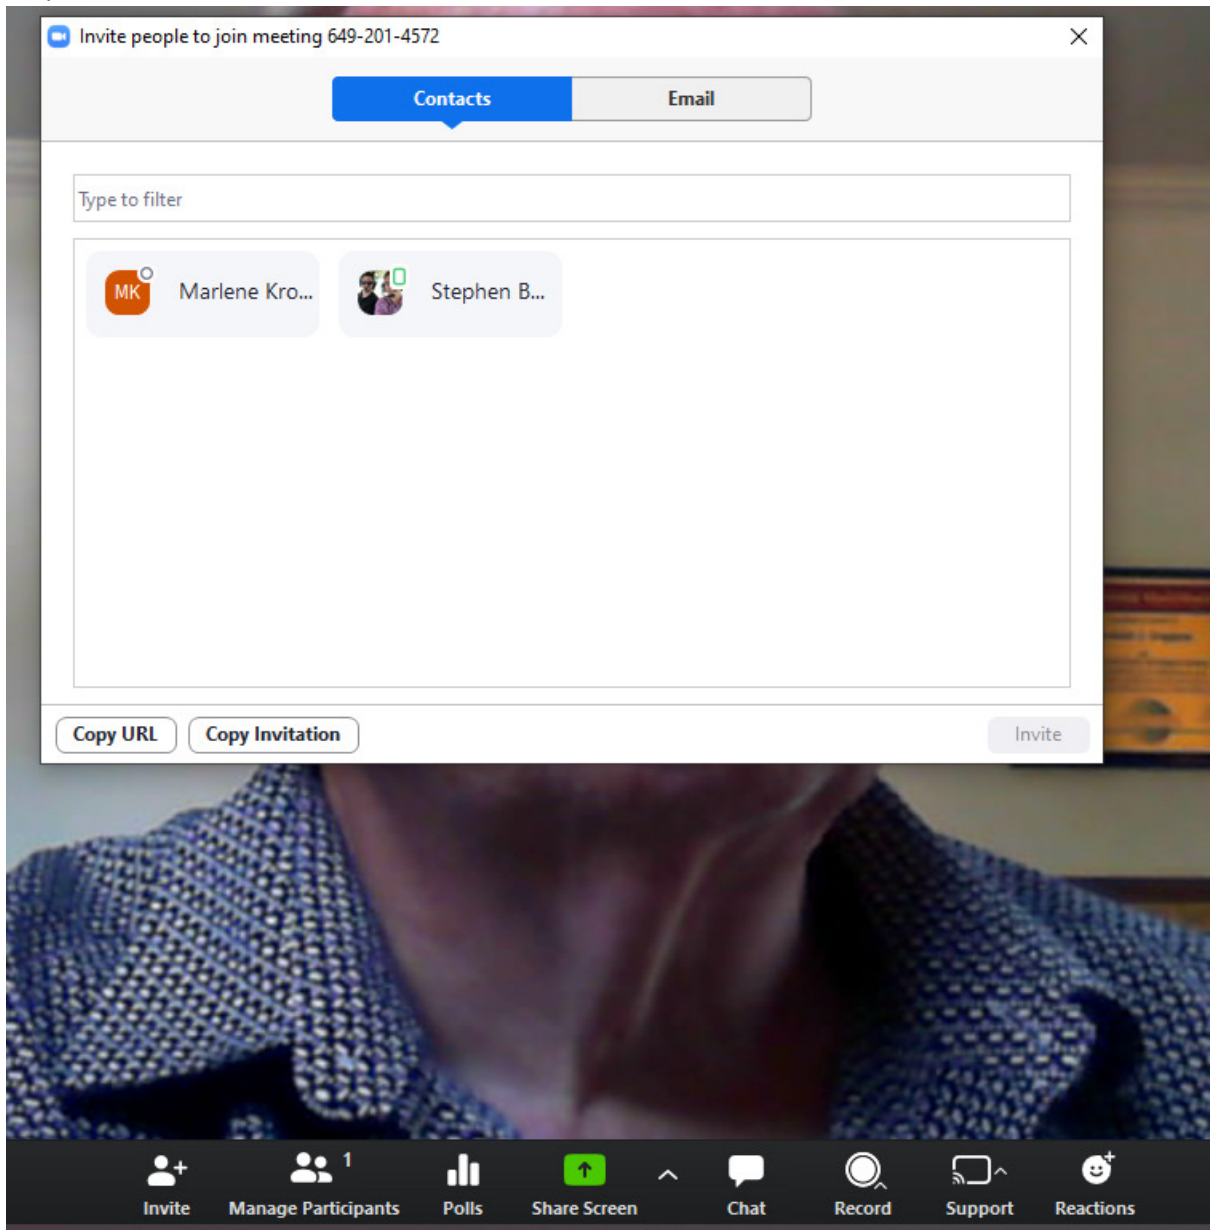 Invite people to join meeting 649-201-4572
Contacts Email
Type to filter
MK Marlene Kro... Stephen B...
Copy URL Copy Invitation Invite
1
Invite Manage Participants Polls Share Screen Chat Record Support Reactions